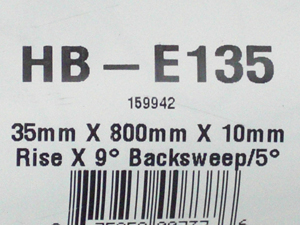 HB – E135
159942
35mm X 800mm X 10mm
Rise X 9° Backsweep/5°